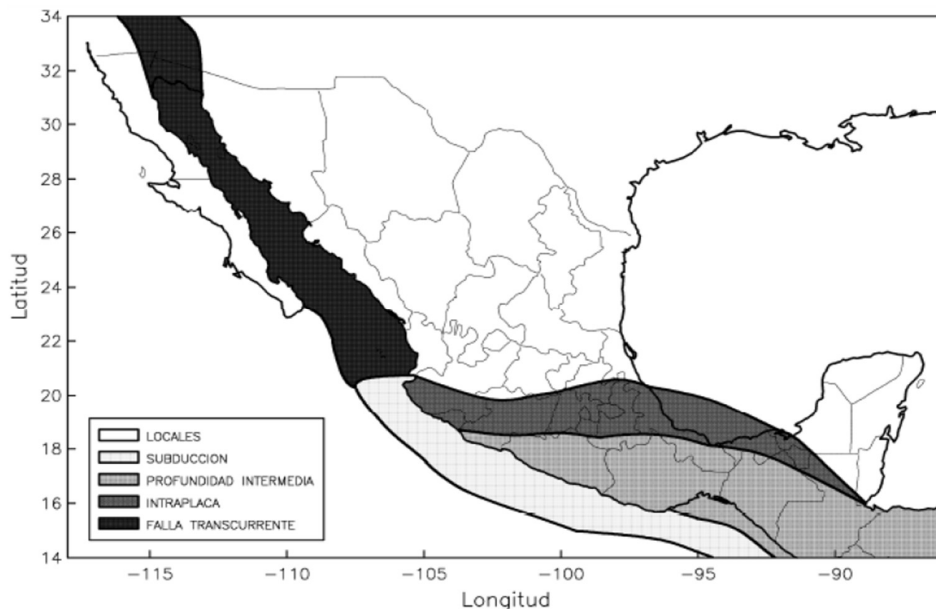 34
32
30
28
26
24
22
20
18
16
14
Latitud
LOCALES
SUBDUCCION
PROFUNDIDAD INTERMEDIA
INTRAPLACA
FALLA TRANSCURRENTE
-115
-110
-105
-100
-95
-90
Longitud